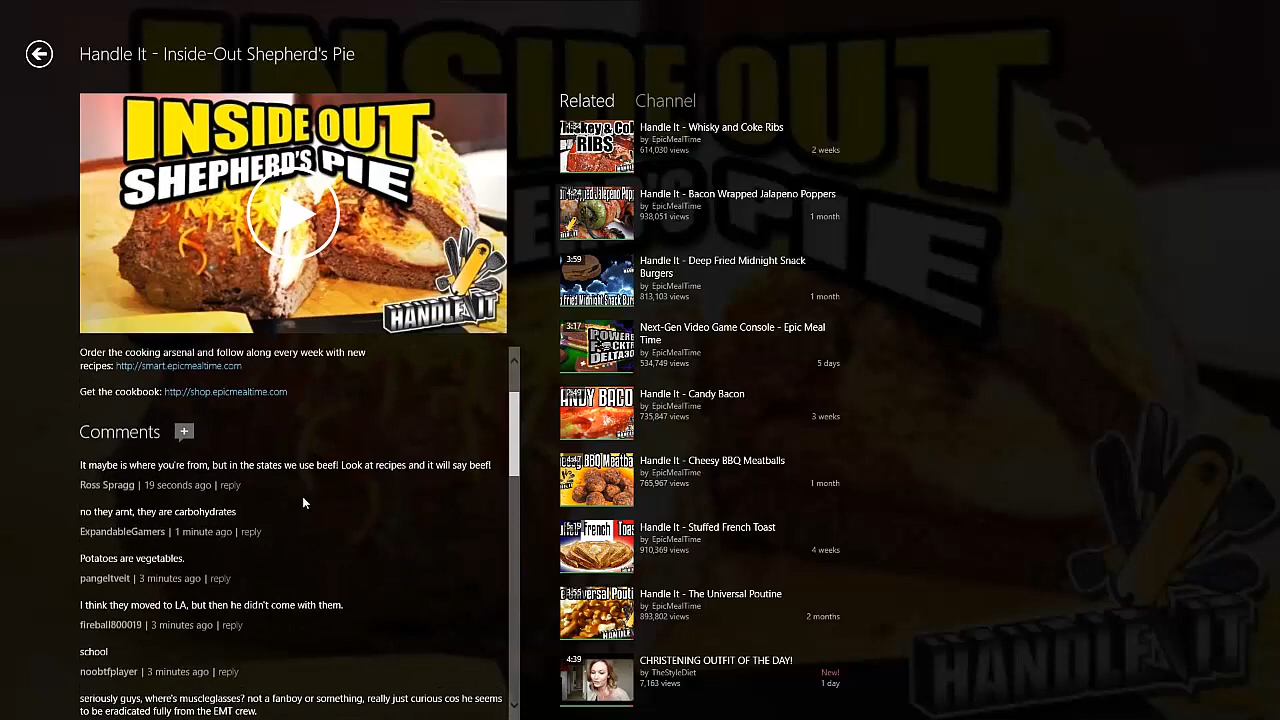 Handle It - Inside-Out Shepherd's Pie
INSIDE OUT
SHEPHERD'S PIE
HANDLE IT
Order the cooking arsenal and follow along every week with new
recipes: http://smart.epicmealtime.com
Get the cookbook: http://shop.epicmealtime.com
Comments +
It maybe is where you're from, but in the states we use beef! Look at recipes and it will say beef!
Ross Spragg | 19 seconds ago | reply
no they arnt, they are carbohydrates
ExpandableGamers | 1 minute ago | reply
Potatoes are vegetables.
pangeltveit | 3 minutes ago | reply
I think they moved to LA, but then he didn't come with them.
fireball800019 | 3 minutes ago | reply
school
noobtfplayer | 3 minutes ago | reply
seriously guys, where's muscleglasses? not a fanboy or something, really just curious cos he seems
to be eradicated fully from the EMT crew.
Related Channel
RIBS
Handle It - Whisky and Coke Ribs
by EpicMealTime
614,030 views 2 weeks
4:24
Handle It - Bacon Wrapped Jalapeno Poppers
by EpicMealTime
938,051 views 1 month
3:59
Handle It - Deep Fried Midnight Snack
Burgers
by EpicMealTime
813,103 views 1 month
3:17
Next-Gen Video Game Console - Epic Meal
Time
by EpicMealTime
534,749 views 5 days
Handle It - Candy Bacon
by EpicMealTime
735,847 views 3 weeks
4:47
Handle It - Cheesy BBQ Meatballs
by EpicMealTime
765,967 views 1 month
Handle It - Stuffed French Toast
by EpicMealTime
910,369 views 4 weeks
Handle It - The Universal Poutine
by EpicMealTime
893,802 views 2 months
4:39
CHRISTENING OUTFIT OF THE DAY!
by TheStyleDiet New!
7,163 views 1 day
INSIDE OUT
SHEPHERD'S PIE
HANDLE IT